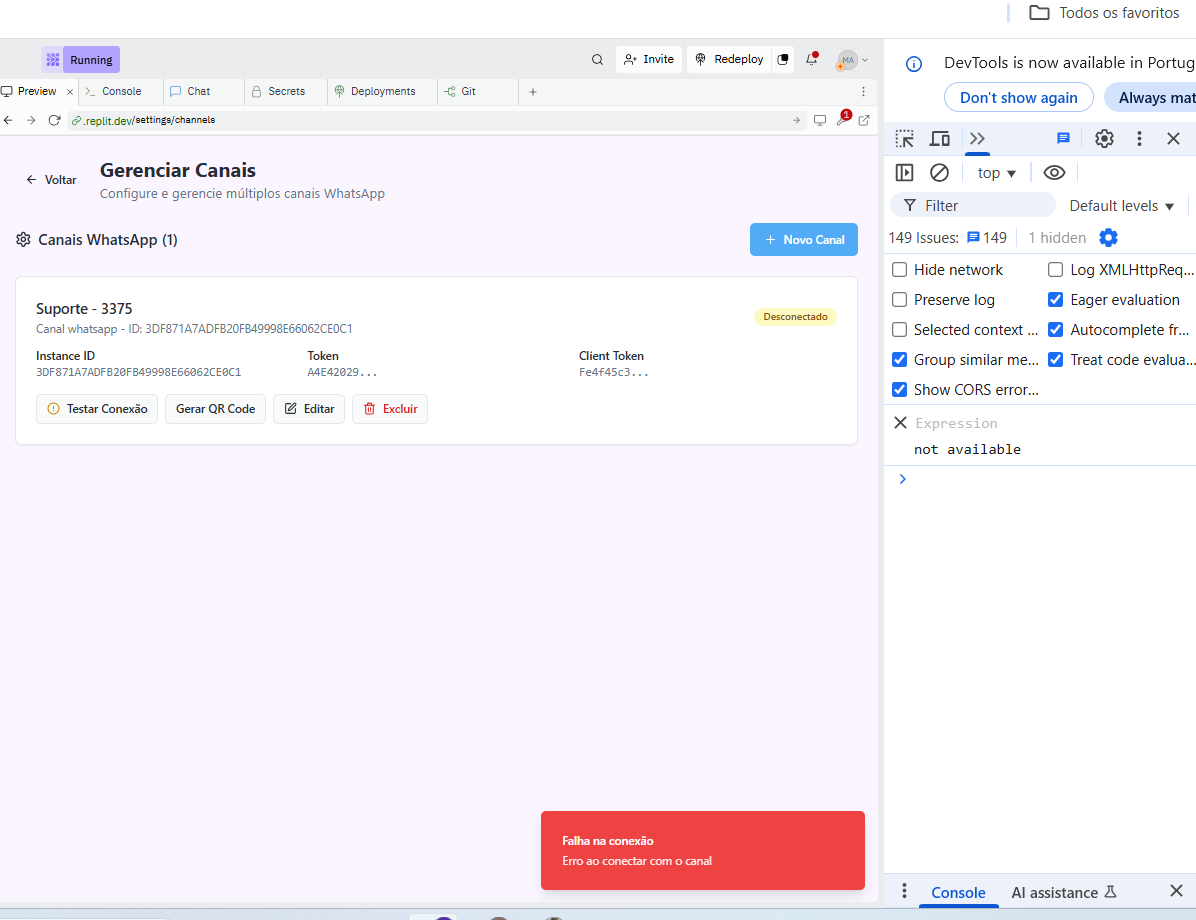 Todos os favoritos
Running
Invite
Redeploy
MA
DevTools is now available in Portug
Don't show again
Always mat
Preview
Console
Chat
Secrets
Deployments
Git
.replit.dev/settings/channels
1
top
Filter
Default levels
149 Issues: 149
1 hidden
Hide network
Log XMLHttpReq...
Preserve log
Eager evaluation
Selected context ...
Autocomplete fr...
Group similar me...
Treat code evalua...
Show CORS error...
Expression
not available
Voltar
Gerenciar Canais
Configure e gerencie múltiplos canais WhatsApp
Canais WhatsApp (1)
Novo Canal
Suporte - 3375
Canal whatsapp - ID: 3DF871A7ADFB20FB49998E66062CE0C1
Desconectado
Instance ID
Token
Client Token
3DF871A7ADFB20FB49998E66062CE0C1
A4E42029...
Fe4f45c3...
Testar Conexão
Gerar QR Code
Editar
Excluir
Falha na conexão
Erro ao conectar com o canal
Console
AI assistance